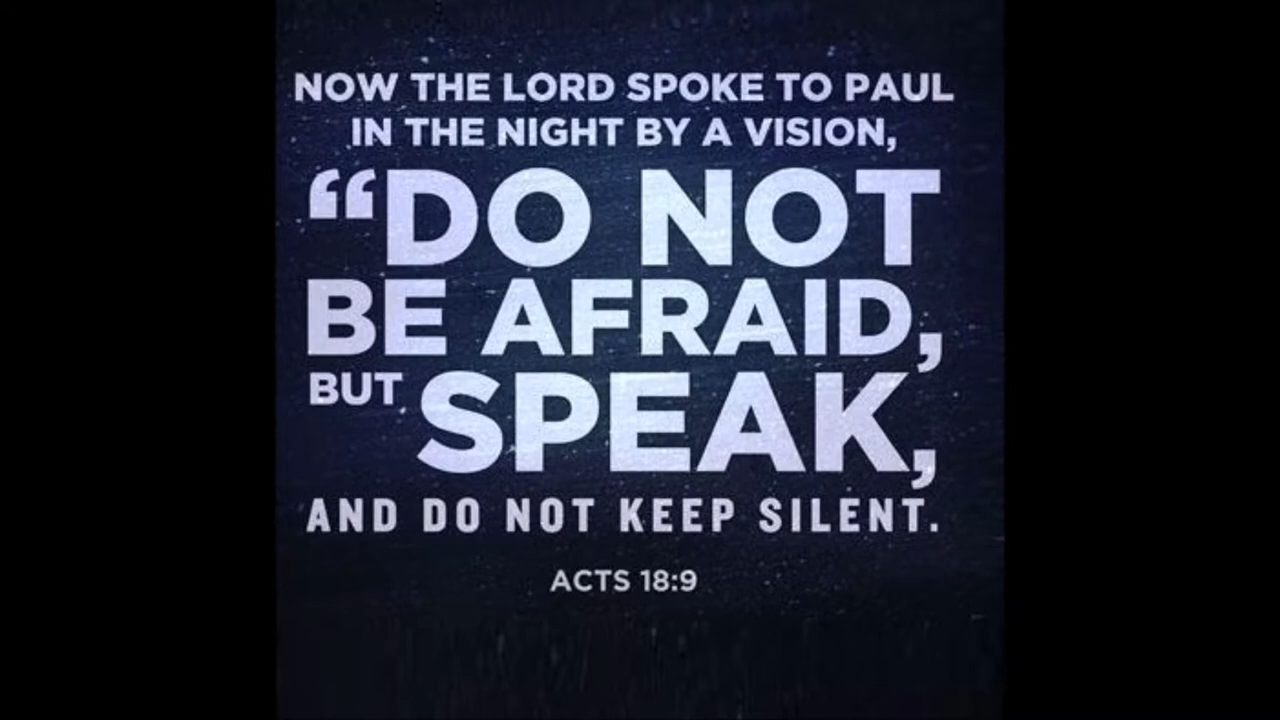 NOW THE LORD SPOKE TO PAUL
IN THE NIGHT BY A VISION,
“DO NOT
BE AFRAID,
BUT SPEAK,
AND DO NOT KEEP SILENT.
ACTS 18:9